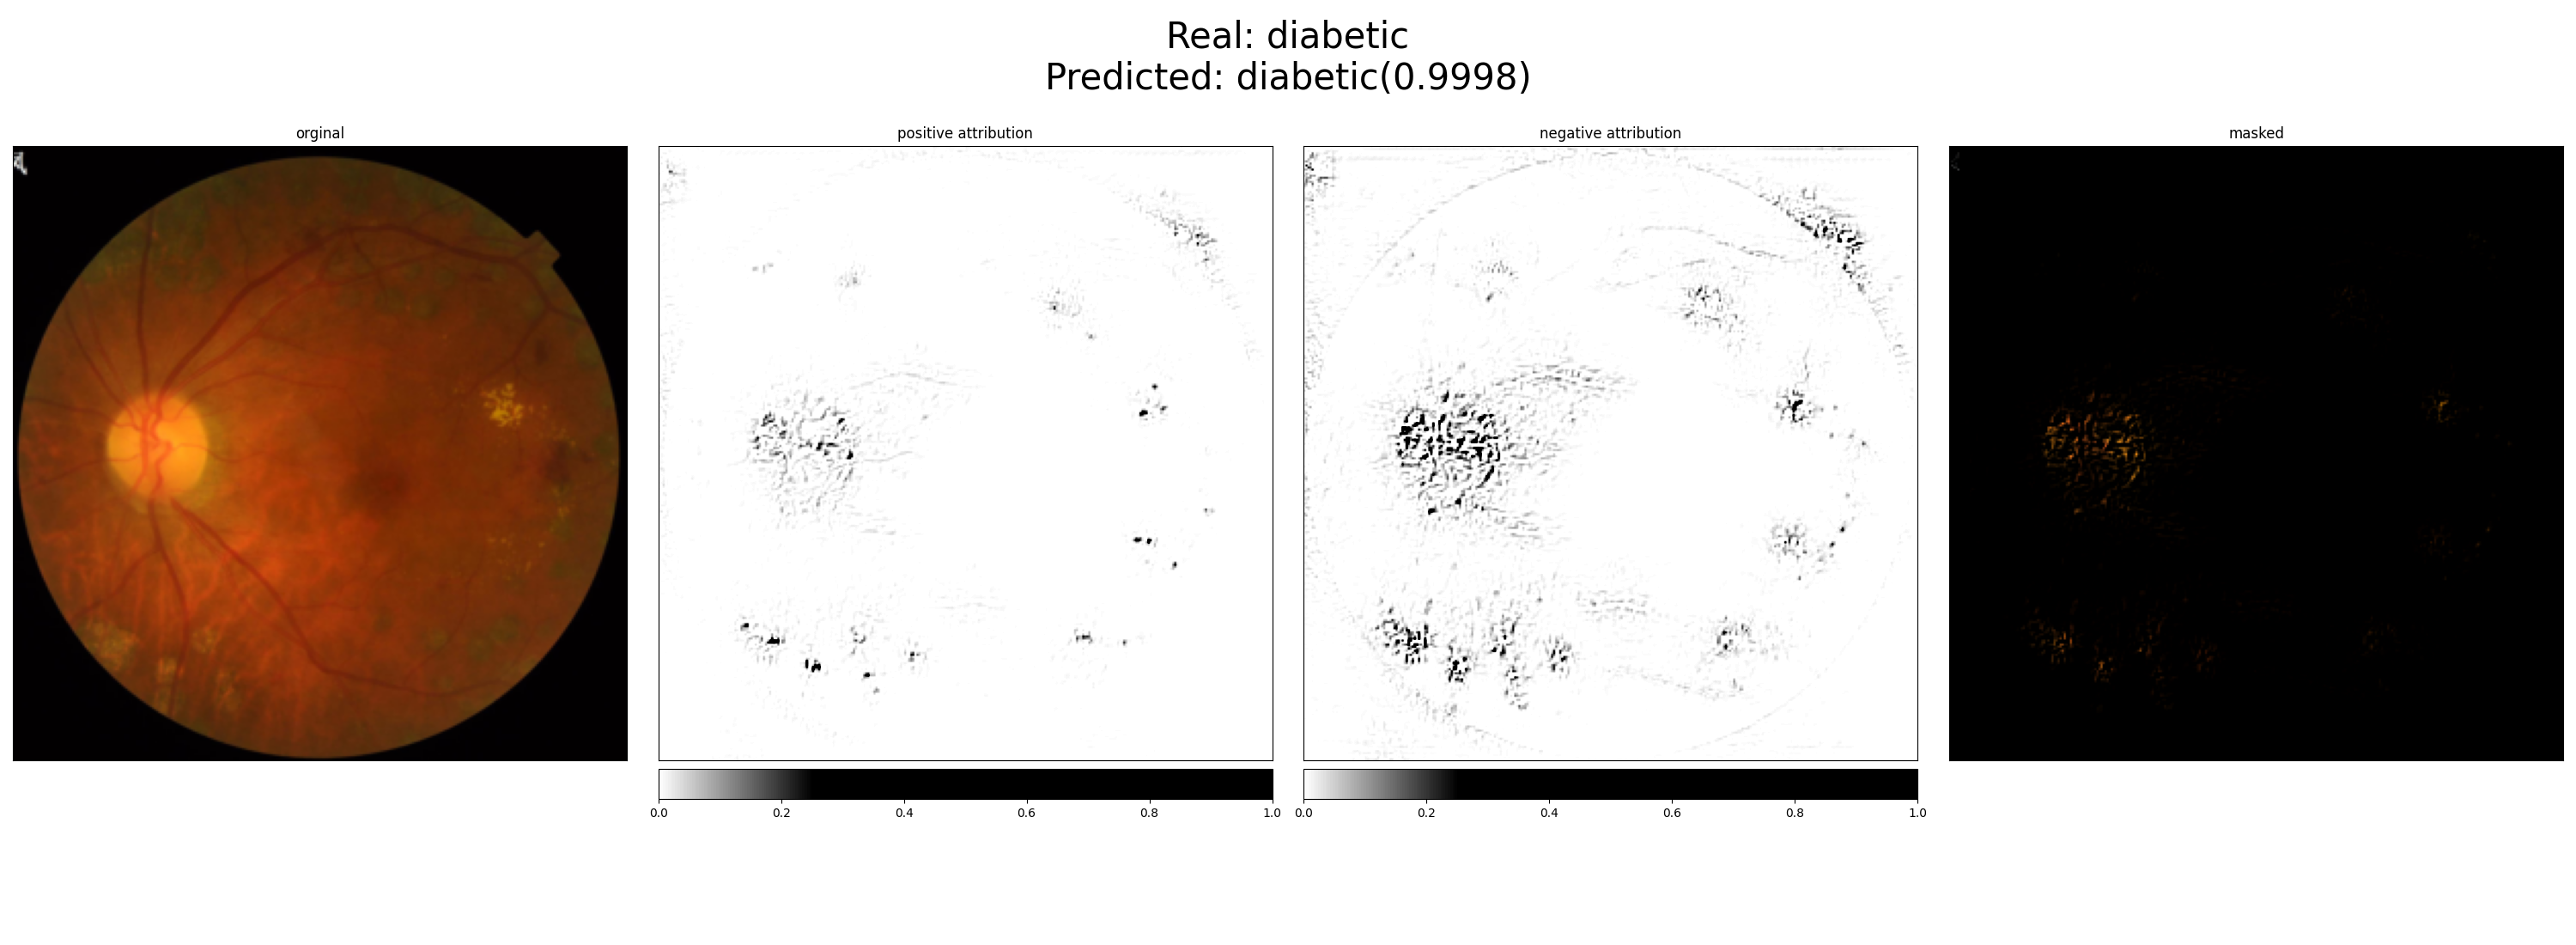 Real: diabetic
Predicted: diabetic(0.9998)
orginal
positive attribution
negative attribution
masked
0.0 0.2 0.4 0.6 0.8 1.0
0.0 0.2 0.4 0.6 0.8 1.0